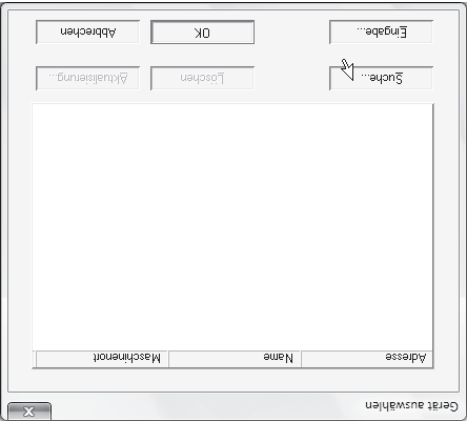 Gerät auswählen
X
Adresse Name Maschinenort
Suche... Löschen Aktualisierung...
Eingabe... OK Abbrechen